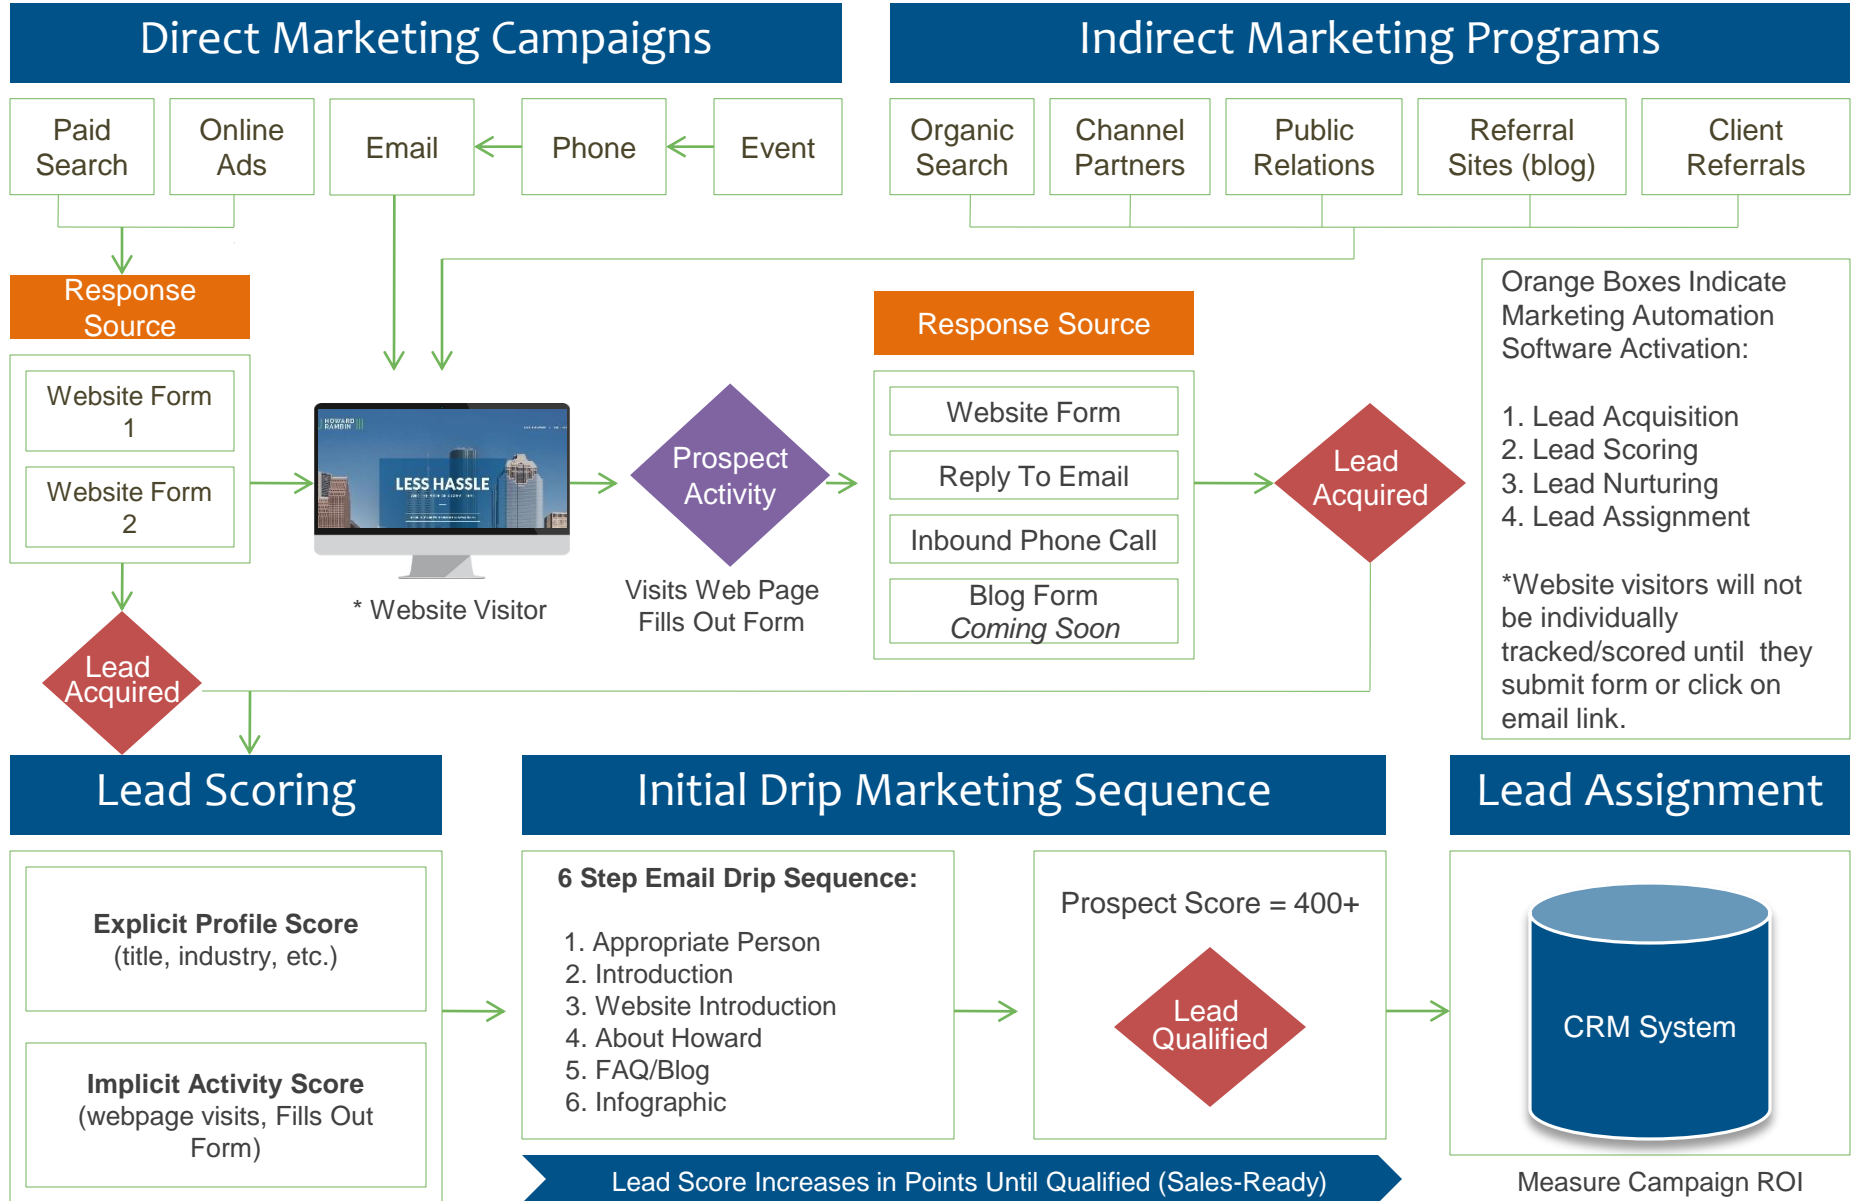 Direct Marketing Campaigns
Indirect Marketing Programs
Paid
Search
Online
Ads
Email
Phone
Event
Organic
Search
Channel
Partners
Public
Relations
Referral
Sites (blog)
Client
Referrals
Response
Source
Website Form
1
Website Form
2
HOWARD
RAMBIN
LESS HASSLE
* Website Visitor
Prospect
Activity
Visits Web Page
Fills Out Form
Response Source
Website Form
Reply To Email
Inbound Phone Call
Blog Form
Coming Soon
Lead
Acquired
Orange Boxes Indicate
Marketing Automation
Software Activation:
1. Lead Acquisition
2. Lead Scoring
3. Lead Nurturing
4. Lead Assignment
*Website visitors will not
be individually
tracked/scored until they
submit form or click on
email link.
Lead
Acquired
Lead Scoring
Explicit Profile Score
(title, industry, etc.)
Implicit Activity Score
(webpage visits, Fills Out
Form)
Initial Drip Marketing Sequence
6 Step Email Drip Sequence:
1. Appropriate Person
2. Introduction
3. Website Introduction
4. About Howard
5. FAQ/Blog
6. Infographic
Prospect Score = 400+
Lead
Qualified
Lead Score Increases in Points Until Qualified (Sales-Ready)
Lead Assignment
CRM System
Measure Campaign ROI